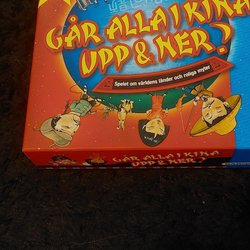 GÅR ALLA I KINA
UPP & NER?
Spelet om världens länder och roliga myter
GÅR ALLA I KINA
UPP & NER?